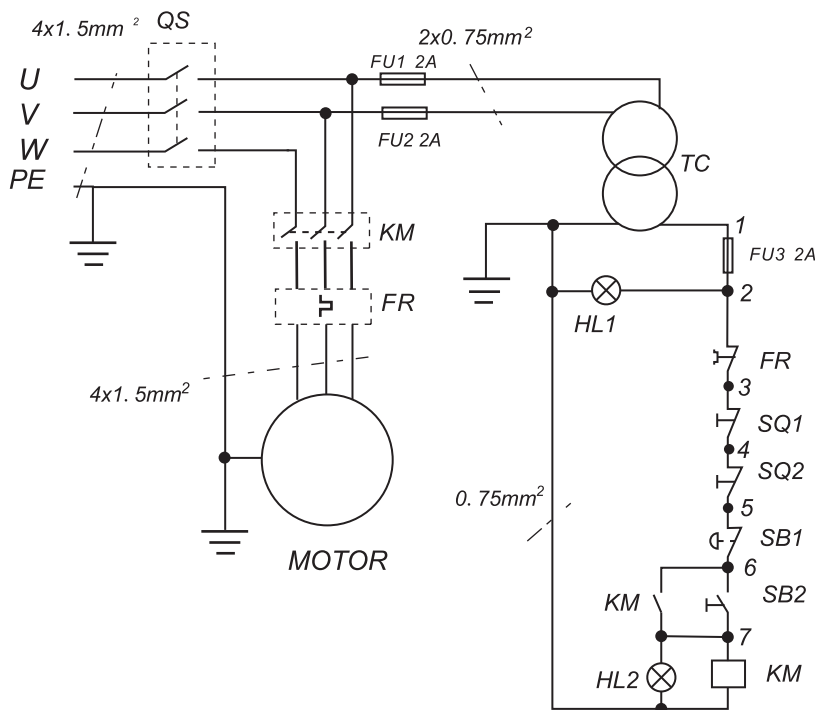 4x1.5mm²
QS
2x0.75mm²
FU1 2A
U
V
FU2 2A
W
TC
PE
KM
1
FU3 2A
2
FR
HL1
FR
3
4x1.5mm²
SQ1
4
SQ2
0.75mm²
5
SB1
MOTOR
6
KM
SB2
7
HL2
KM